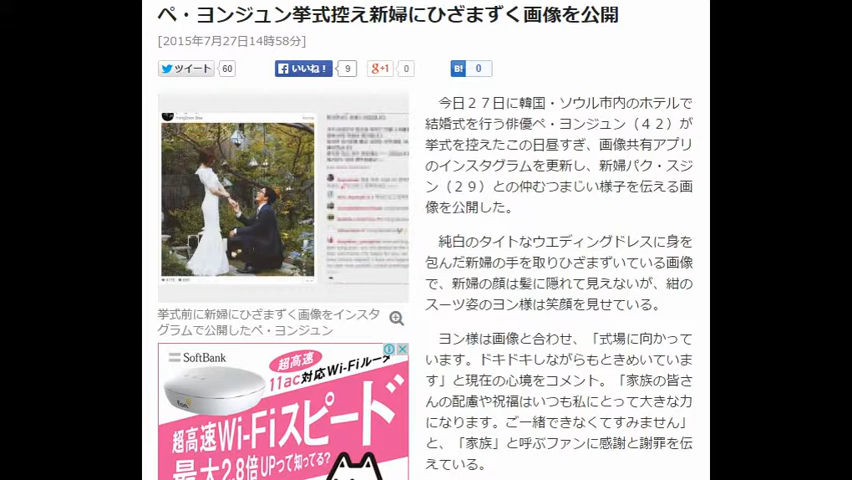 ペ・ヨンジュン挙式控え新婦にひざまずく画像を公開
[2015年7月27日14時58分]
ツイート 60 いいね！ 9 g+1 0 B! 0
今日２７日に韓国・ソウル市内のホテルで
結婚式を行う俳優ペ・ヨンジュン（４２）が
挙式を控えたこの日昼すぎ、画像共有アプリ
のインスタグラムを更新し、新婦パク・スジ
ン（２９）との仲むつまじい様子を伝える画
像を公開した。
純白のタイトなウエディングドレスに身を
包んだ新婦の手を取りひざまずいている画像
で、新婦の顔は髪に隠れて見えないが、紺の
スーツ姿のヨン様は笑顔を見せている。
ヨン様は画像と合わせ、「式場に向かって
います。ドキドキしながらもときめいていま
す」と現在の心境をコメント。「家族の皆さ
んの配慮や祝福はいつも私にとって大きな力
になります。ご一緒できなくてすみません」
と、「家族」と呼ぶファンに感謝と謝罪を伝
えている。
挙式前に新婦にひざまずく画像をインスタ
グラムで公開したペ・ヨンジュン
SoftBank
超高速
11ac対応Wi-Fiルータ
超高速Wi-Fiスピード
最大2.8倍UPって知ってる?